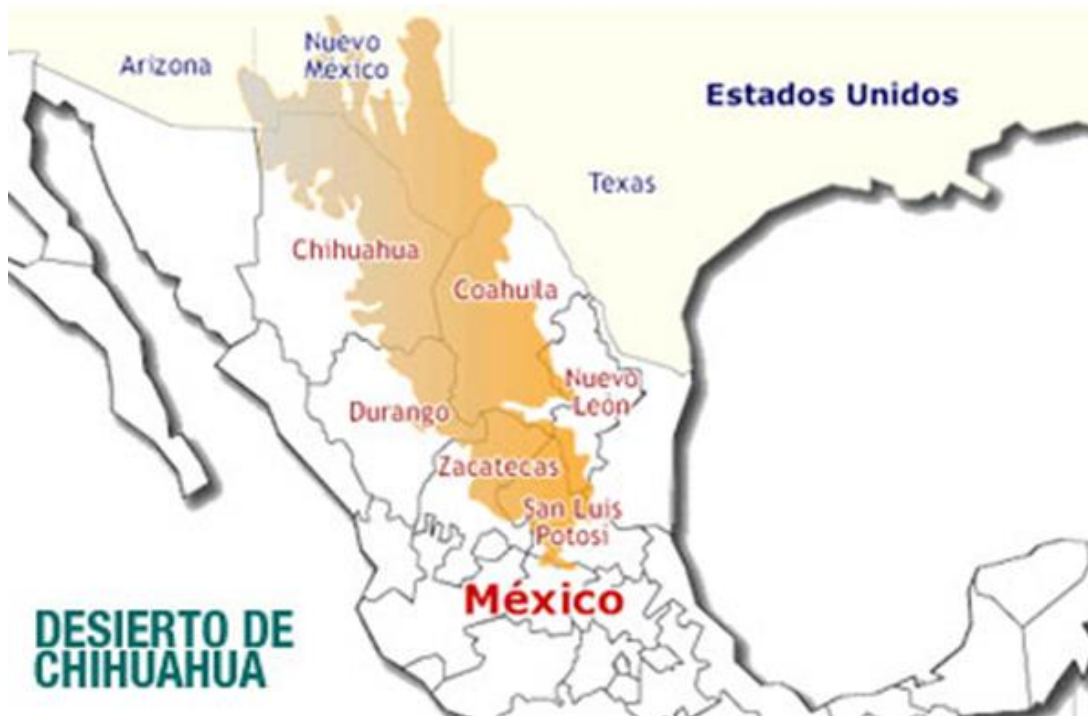 Nuevo
México
Arizona
Estados Unidos
Texas
Chihuahua
Coahuila
Nuevo
León
Durango
Zacatecas
San Luis
Potosí
México
DESIERTO DE
CHIHUAHUA